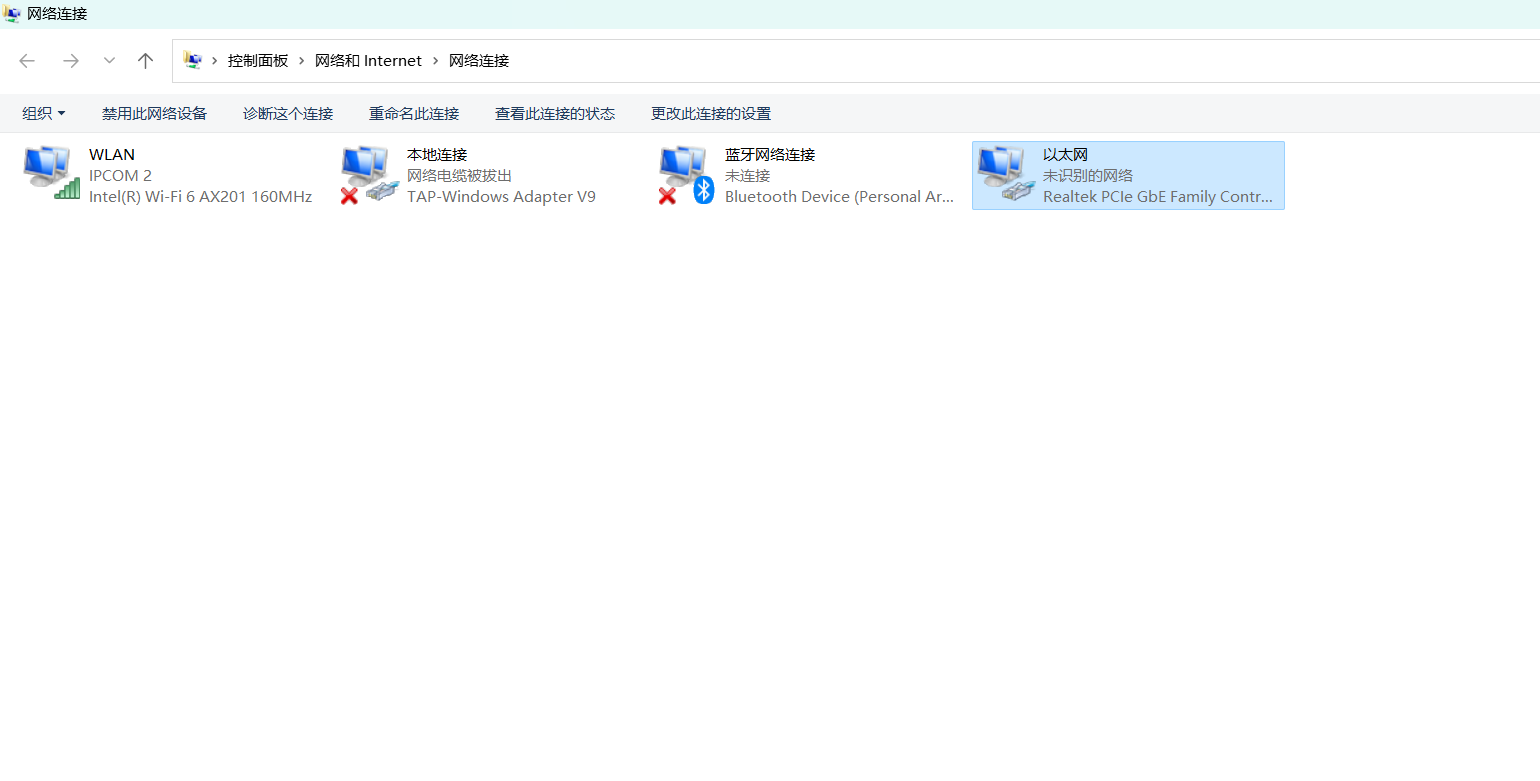 网络连接
控制面板 › 网络和 Internet › 网络连接
组织 禁用此网络设备 诊断这个连接 重命名此连接 查看此连接的状态 更改此连接的设置
WLAN
IPCOM 2
Intel(R) Wi-Fi 6 AX201 160MHz
本地连接
网络电缆被拔出
TAP-Windows Adapter V9
蓝牙网络连接
未连接
Bluetooth Device (Personal Ar...
以太网
未识别的网络
Realtek PCIe GbE Family Contr...